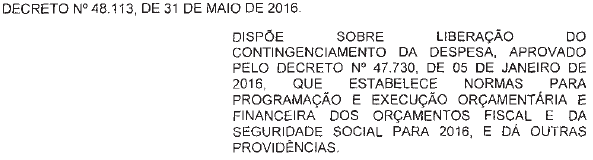 DECRETO Nº 48.113, DE 31 DE MAIO DE 2016.
DISPÕE SOBRE LIBERAÇÃO DO
CONTINGENCIAMENTO DA DESPESA, APROVADO
PELO DECRETO Nº 47.730, DE 05 DE JANEIRO DE
2016, QUE ESTABELECE NORMAS PARA
PROGRAMAÇÃO E EXECUÇÃO ORÇAMENTÁRIA E
FINANCEIRA DOS ORÇAMENTOS FISCAL E DA
SEGURIDADE SOCIAL PARA 2016, E DÁ OUTRAS
PROVIDÊNCIAS.